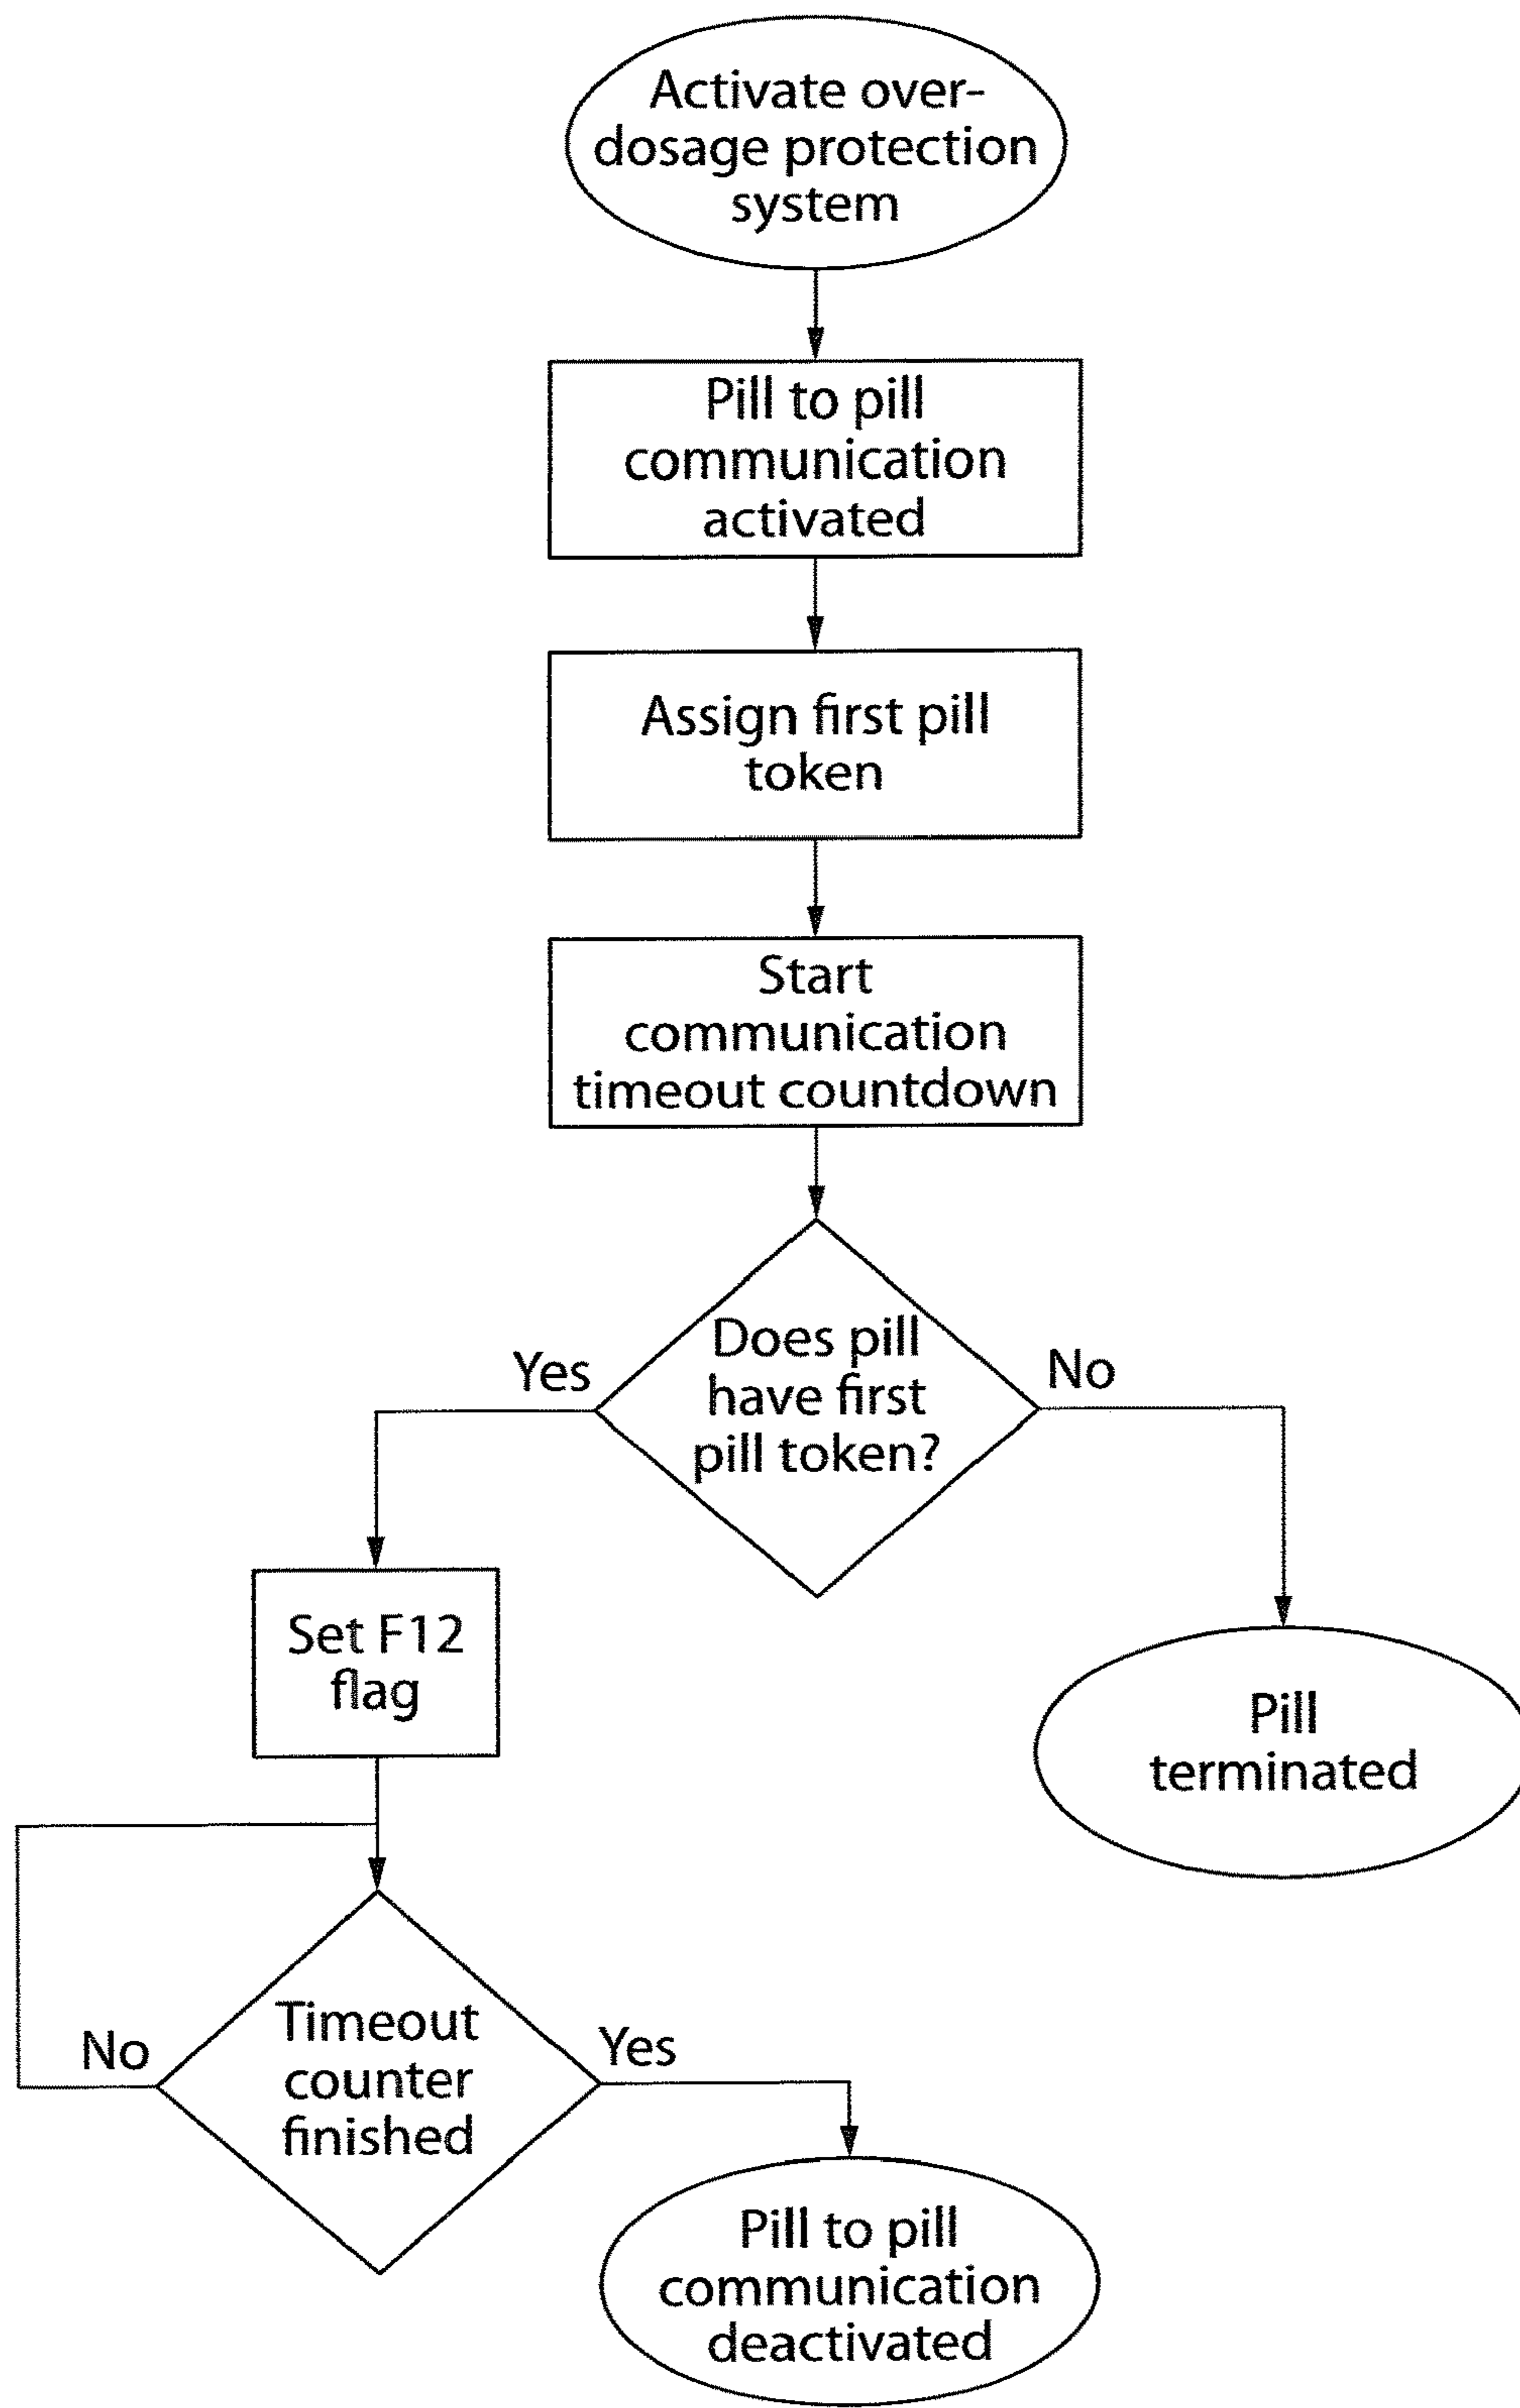 Activate over-
dosage protection
system
Pill to pill
communication
activated
Assign first pill
token
Start
communication
timeout countdown
Does pill
have first
pill token?
Yes
No
Set F12
flag
Pill
terminated
Timeout
counter
finished
No
Yes
Pill to pill
communication
deactivated